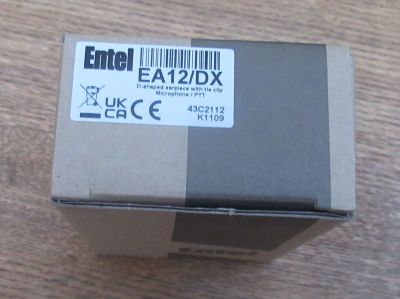 Entel
EA12/DX
D-shaped earpiece with tie clip
Microphone / PTT
UK
CA CE
43C2112
K1109